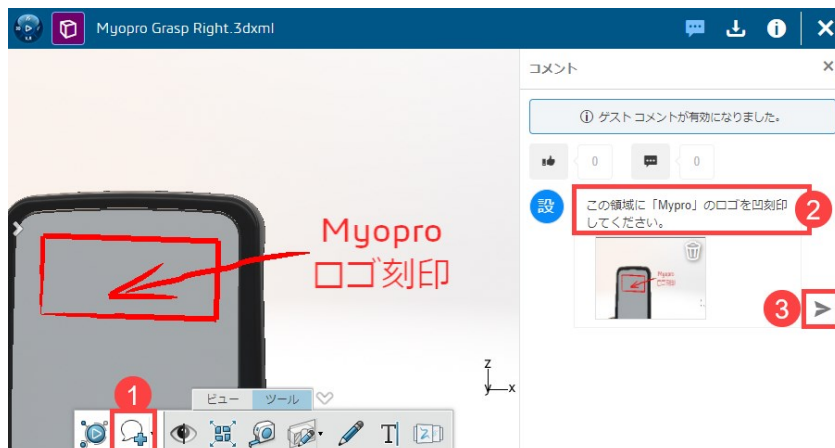 Myopro Grasp Right.3dxml
コメント
ゲスト コメントが有効になりました。
0
0
設
この領域に「Mypro」のロゴを凹刻印
してください。
2
3
Myopro
ロゴ刻印
1
ビュー
ツール
z
y
x